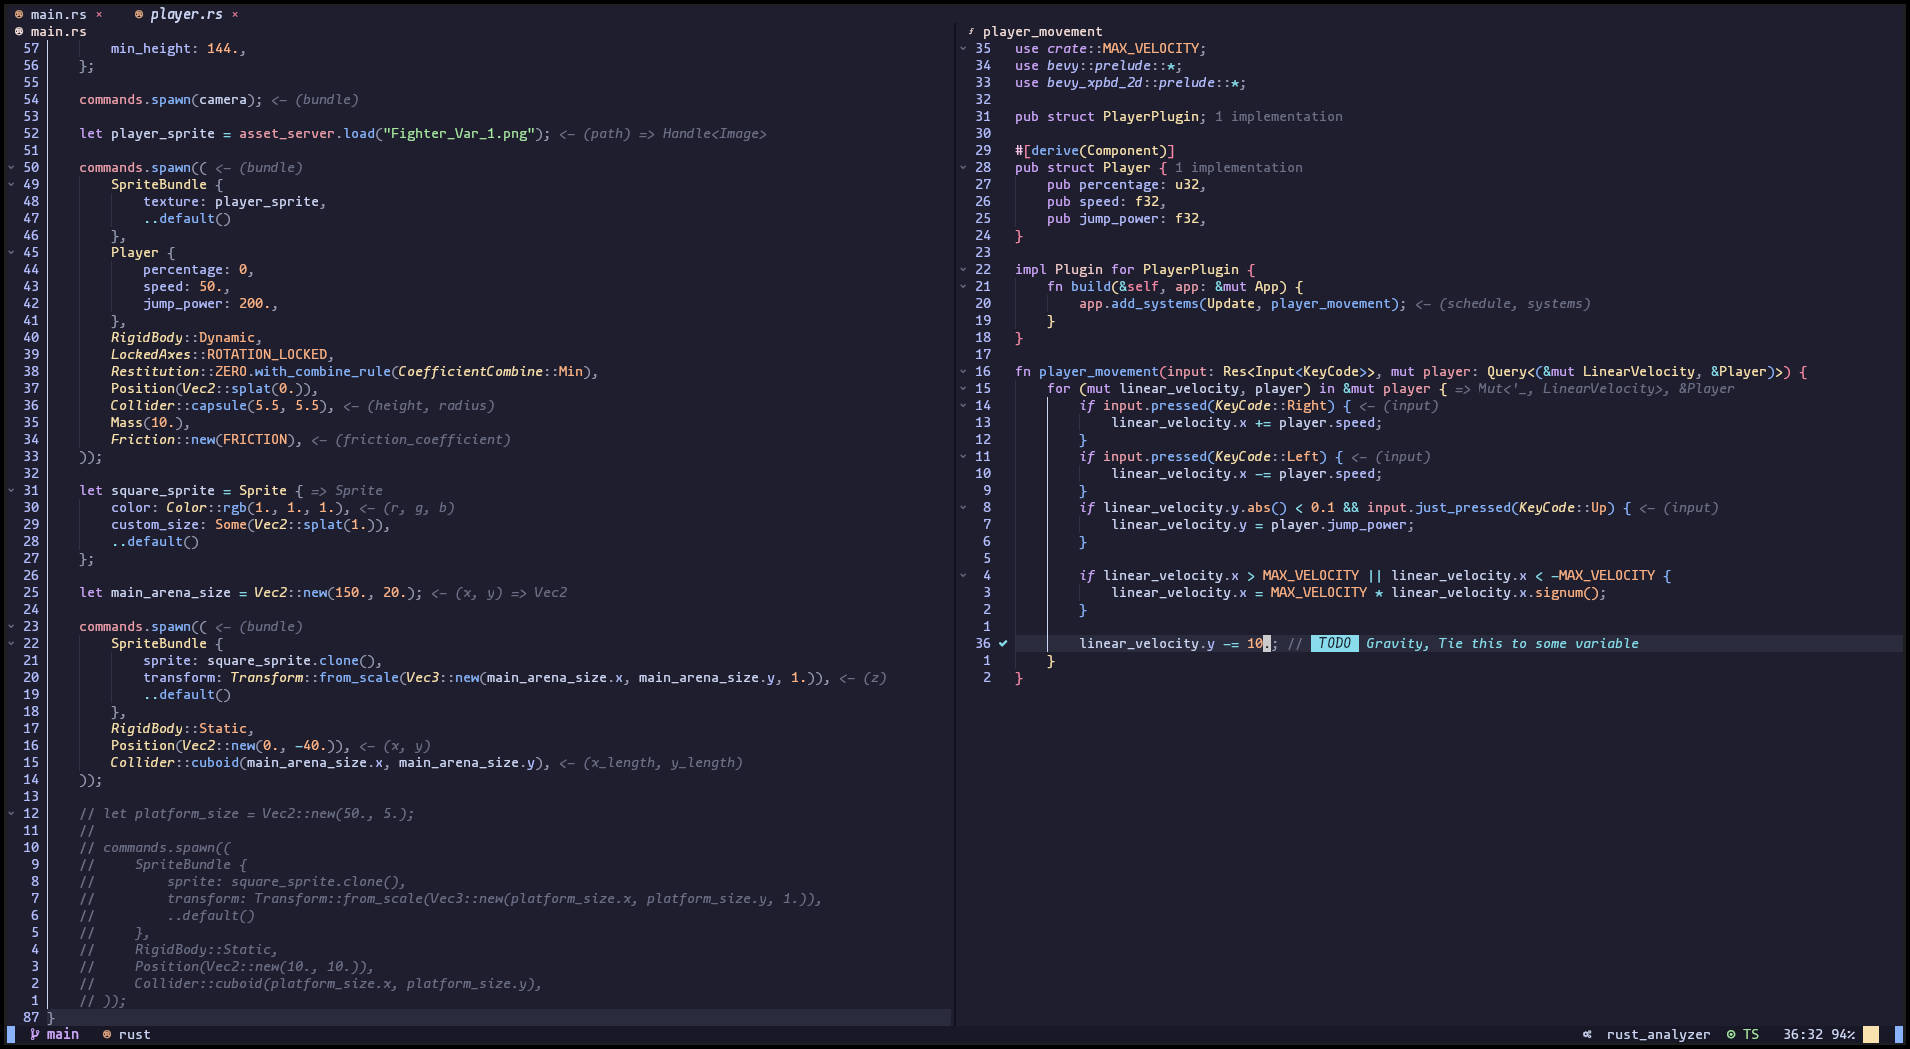 main.rs × player.rs ×
main.rs
57 min_height: 144.,
56 };
55
54 commands.spawn(camera); <- (bundle)
53
52 let player_sprite = asset_server.load("Fighter_Var_1.png"); <- (path) => Handle<Image>
51
50 commands.spawn(( <- (bundle)
49 SpriteBundle {
48 texture: player_sprite,
47 ..default()
46 },
45 Player {
44 percentage: 0,
43 speed: 50.,
42 jump_power: 200.,
41 },
40 RigidBody::Dynamic,
39 LockedAxes::ROTATION_LOCKED,
38 Restitution::ZERO.with_combine_rule(CoefficientCombine::Min),
37 Position(Vec2::splat(0.)),
36 Collider::capsule(5.5, 5.5), <- (height, radius)
35 Mass(10.),
34 Friction::new(FRICTION), <- (friction_coefficient)
33 ));
32
31 let square_sprite = Sprite { => Sprite
30 color: Color::rgb(1., 1., 1.), <- (r, g, b)
29 custom_size: Some(Vec2::splat(1.)),
28 ..default()
27 };
26
25 let main_arena_size = Vec2::new(150., 20.); <- (x, y) => Vec2
24
23 commands.spawn(( <- (bundle)
22 SpriteBundle {
21 sprite: square_sprite.clone(),
20 transform: Transform::from_scale(Vec3::new(main_arena_size.x, main_arena_size.y, 1.)), <- (z)
19 ..default()
18 },
17 RigidBody::Static,
16 Position(Vec2::new(0., -40.)), <- (x, y)
15 Collider::cuboid(main_arena_size.x, main_arena_size.y), <- (x_length, y_length)
14 ));
13
12 // let platform_size = Vec2::new(50., 5.);
11 //
10 // commands.spawn((
9 // SpriteBundle {
8 // sprite: square_sprite.clone(),
7 // transform: Transform::from_scale(Vec3::new(platform_size.x, platform_size.y, 1.)),
6 // ..default()
5 // },
4 // RigidBody::Static,
3 // Position(Vec2::new(10., 10.)),
2 // Collider::cuboid(platform_size.x, platform_size.y),
1 // ));
87 }
player_movement
35 use crate::MAX_VELOCITY;
34 use bevy::prelude::*;
33 use bevy_xpbd_2d::prelude::*;
32
31 pub struct PlayerPlugin; 1 implementation
30
29 #[derive(Component)]
28 pub struct Player { 1 implementation
27 pub percentage: u32,
26 pub speed: f32,
25 pub jump_power: f32,
24 }
23
22 impl Plugin for PlayerPlugin {
21 fn build(&self, app: &mut App) {
20 app.add_systems(Update, player_movement); <- (schedule, systems)
19 }
18 }
17
16 fn player_movement(input: Res<Input<KeyCode>>, mut player: Query<(&mut LinearVelocity, &Player)>) {
15 for (mut linear_velocity, player) in &mut player { => Mut<'_, LinearVelocity>, &Player
14 if input.pressed(KeyCode::Right) { <- (input)
13 linear_velocity.x += player.speed;
12 }
11 if input.pressed(KeyCode::Left) { <- (input)
10 linear_velocity.x -= player.speed;
9 }
8 if linear_velocity.y.abs() < 0.1 && input.just_pressed(KeyCode::Up) { <- (input)
7 linear_velocity.y = player.jump_power;
6 }
5
4 if linear_velocity.x > MAX_VELOCITY || linear_velocity.x < -MAX_VELOCITY {
3 linear_velocity.x = MAX_VELOCITY * linear_velocity.x.signum();
2 }
1
36 linear_velocity.y -= 10.; // TODO Gravity, Tie this to some variable
1 }
2 }
main rust rust_analyzer TS 36:32 94%